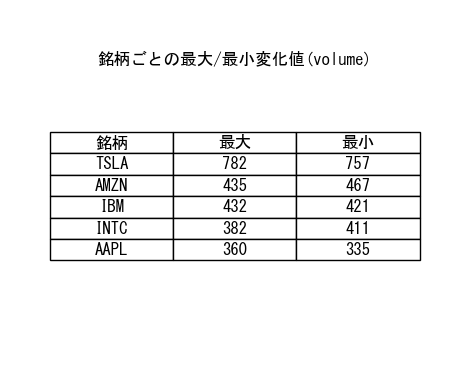 銘柄ごとの最大/最小変化値(volume)
銘柄 最大 最小
TSLA 782 757
AMZN 435 467
IBM 432 421
INTC 382 411
AAPL 360 335